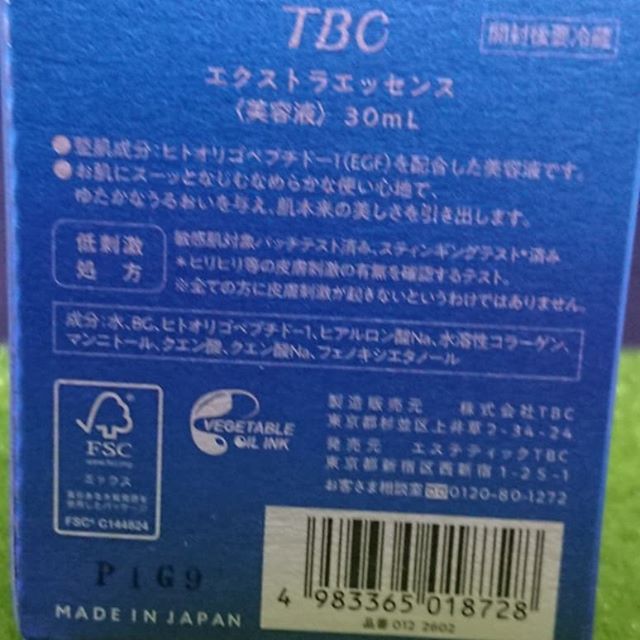 TBC
開封後要冷蔵
エクストラエッセンス
〈美容液〉 30mL
●整肌成分:ヒトオリゴペプチド-1(EGF)を配合した美容液です。
●お肌にスーッとなじむなめらかな使い心地で、
ゆたかなうるおいを与え、肌本来の美しさを引き出します。
低刺激
処方
敏感肌対象パッチテスト済み、スティンギングテスト*済み
*ヒリヒリ等の皮膚刺激の有無を確認するテスト。
※全ての方に皮膚刺激が起きないというわけではありません。
成分:水、BG、ヒトオリゴペプチド-1、ヒアルロン酸Na、水溶性コラーゲン、
マンニトール、クエン酸、クエン酸Na、フェノキシエタノール
FSC
ミックス
FSC® C144624
VEGETABLE
OIL INK
製造販売元 株式会社TBC
東京都杉並区上井草2-34-24
発売元 エステティックTBC
東京都新宿区西新宿1-25-1
お客さま相談室 0120-80-1272
P1G9
MADE IN JAPAN
4 983365 018728
品番 012 2602